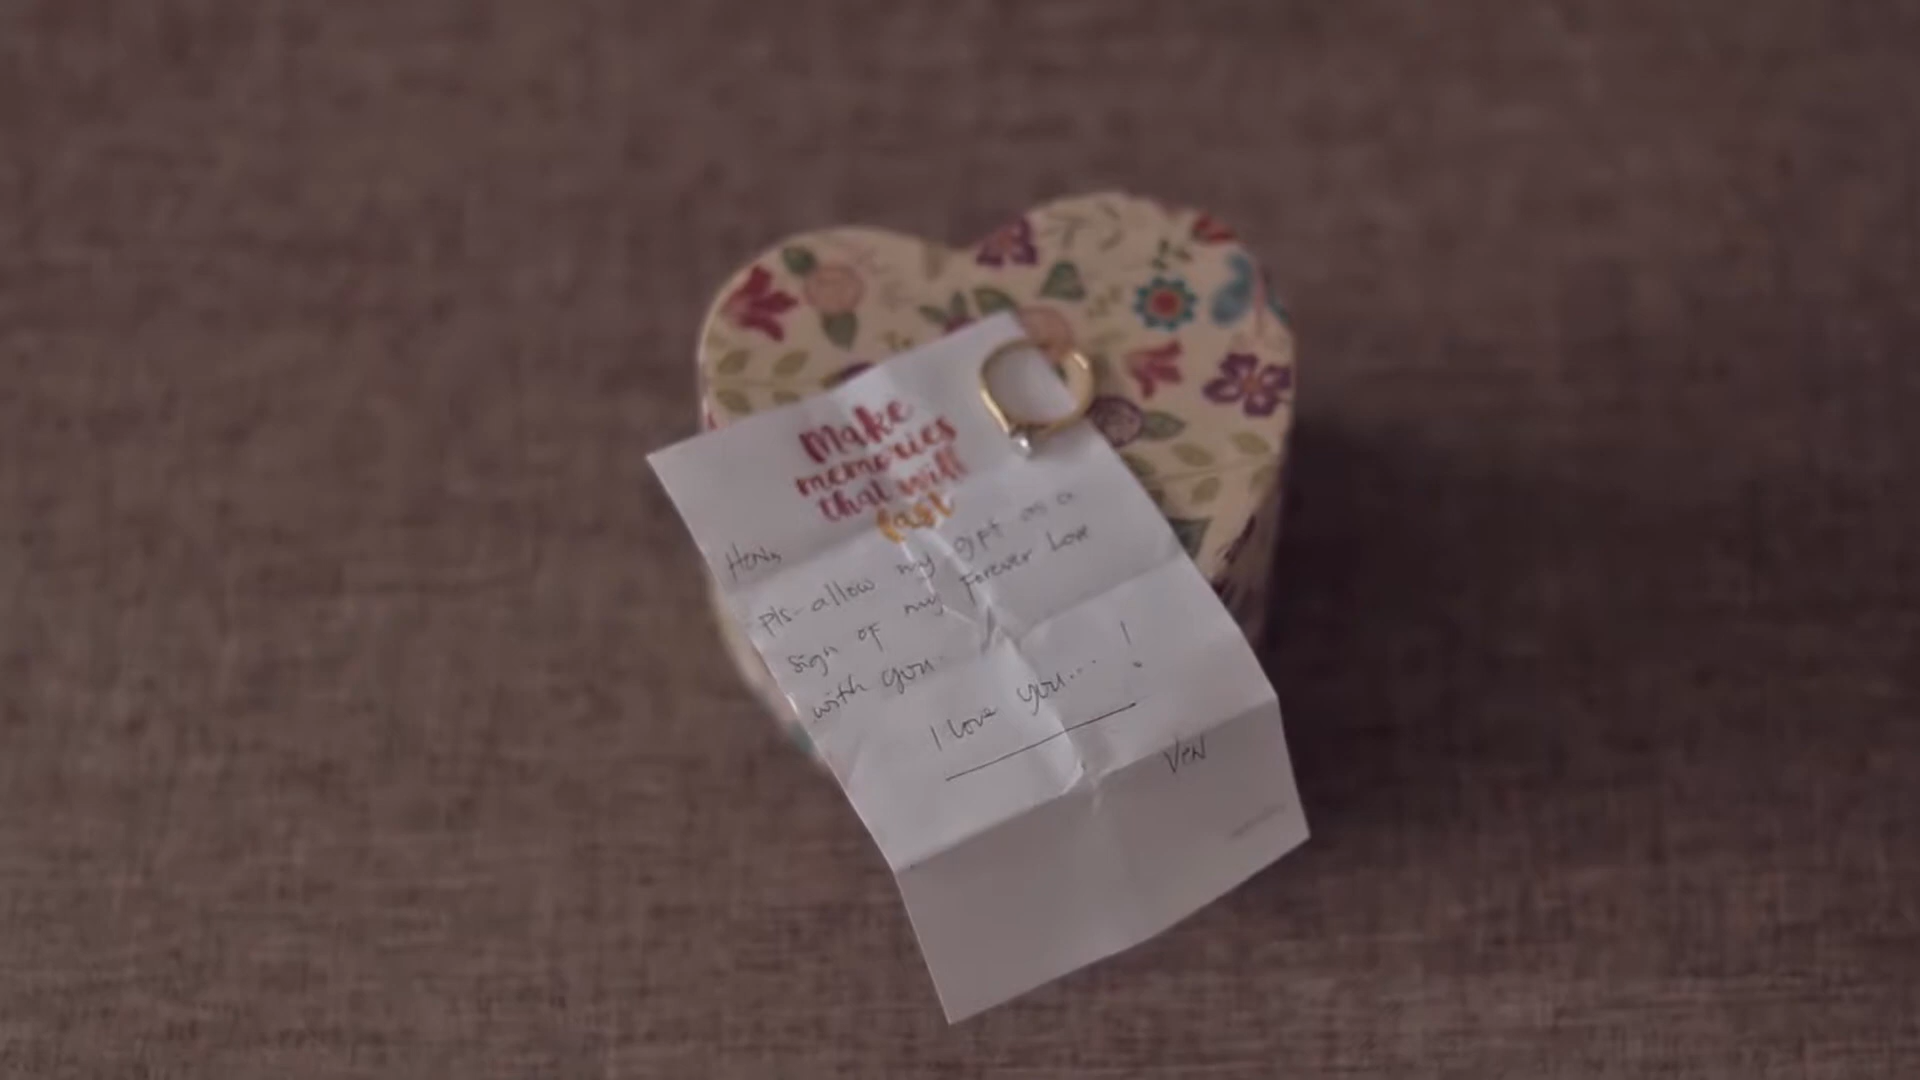 Make
memories
that will
last
pls-allow my gift as a
sign of my Forever Love
with you.
I love you... !
Ven